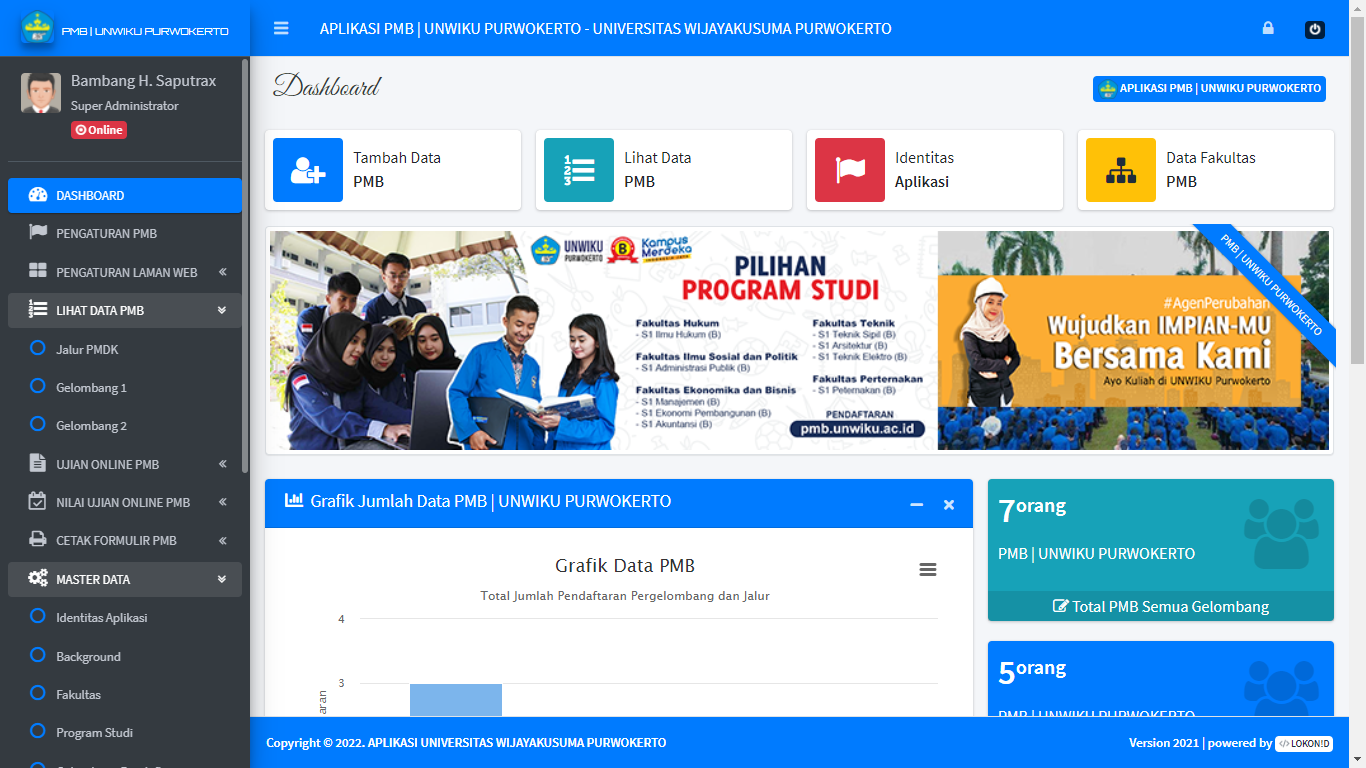 PMB | UNWIKU PURWOKERTO
APLIKASI PMB | UNWIKU PURWOKERTO - UNIVERSITAS WIJAYAKUSUMA PURWOKERTO
Bambang H. Saputrax
Super Administrator
Online
DASHBOARD
PENGATURAN PMB
PENGATURAN LAMAN WEB
LIHAT DATA PMB
Jalur PMDK
Gelombang 1
Gelombang 2
UJIAN ONLINE PMB
NILAI UJIAN ONLINE PMB
CETAK FORMULIR PMB
MASTER DATA
Identitas Aplikasi
Background
Fakultas
Program Studi
Dashboard
APLIKASI PMB | UNWIKU PURWOKERTO
Tambah Data
PMB
Lihat Data
PMB
Identitas
Aplikasi
Data Fakultas
PMB
UNWIKU
PURWOKERTO
B
Kampus
Merdeka
PILIHAN
PROGRAM STUDI
Fakultas Hukum
- S1 Ilmu Hukum (B)
Fakultas Ilmu Sosial dan Politik
- S1 Administrasi Publik (B)
Fakultas Ekonomika dan Bisnis
- S1 Manajemen (B)
- S1 Ekonomi Pembangunan (B)
- S1 Akuntansi (B)
Fakultas Teknik
- S1 Teknik Sipil (B)
- S1 Arsitektur (B)
- S1 Teknik Elektro (B)
Fakultas Perternakan
- S1 Peternakan (B)
PENDAFTARAN
pmb.unwiku.ac.id
#AgenPerubahan
Wujudkan IMPIAN-MU
Bersama Kami
Ayo Kuliah di UNWIKU Purwokerto
PMB | UNWIKU PURWOKERTO
Grafik Jumlah Data PMB | UNWIKU PURWOKERTO
Grafik Data PMB
Total Jumlah Pendaftaran Pergelombang dan Jalur
4
3
7orang
PMB | UNWIKU PURWOKERTO
Total PMB Semua Gelombang
5orang
PMB | UNWIKU PURWOKERTO
Copyright © 2022. APLIKASI UNIVERSITAS WIJAYAKUSUMA PURWOKERTO
Version 2021 | powered by </> LOKON!D